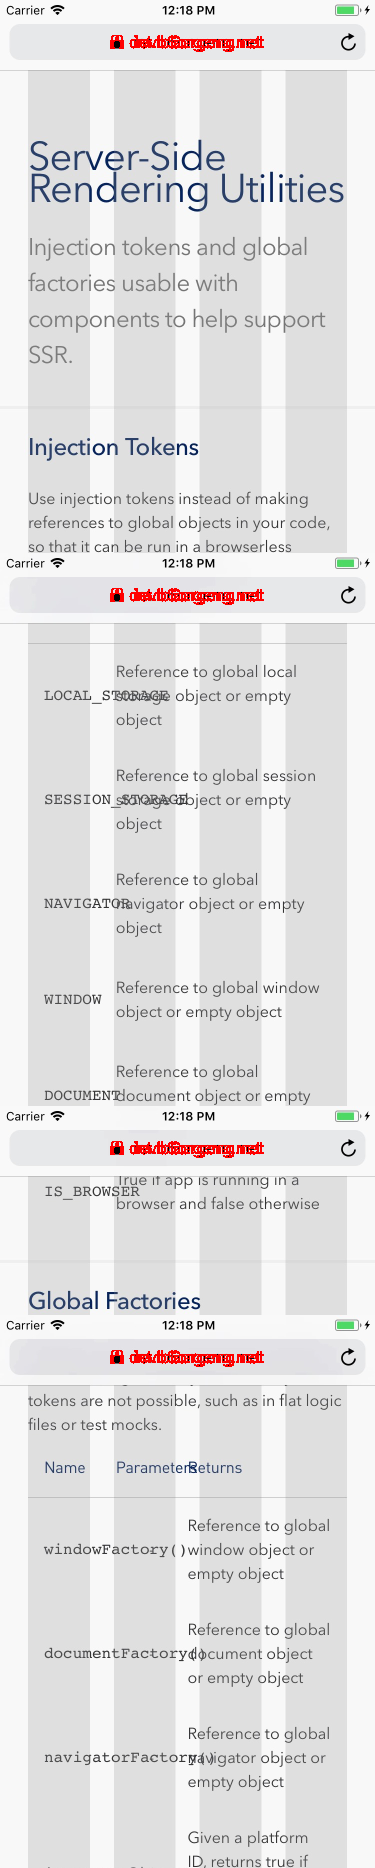 Carrier 12:18 PM
Server-Side
Rendering Utilities
Injection tokens and global
factories usable with
components to help support
SSR.
Injection Tokens
Use injection tokens instead of making
references to global objects in your code,
so that it can be run in a browserless
Carrier 12:18 PM
Reference to global local
LOCAL_STORAGE storage object or empty
object
Reference to global session
SESSION_STORAGE storage object or empty
object
Reference to global
NAVIGATOR navigator object or empty
object
WINDOW Reference to global window
object or empty object
Reference to global
DOCUMENT document object or empty
Carrier 12:18 PM
IS_BROWSER True if app is running in a
browser and false otherwise
Global Factories
Carrier 12:18 PM
tokens are not possible, such as in flat logic
files or test mocks.
Name Parameters Returns
Reference to global
windowFactory() window object or
empty object
Reference to global
documentFactory() document object
or empty object
Reference to global
navigatorFactory() navigator object or
empty object
Given a platform
ID, returns true if